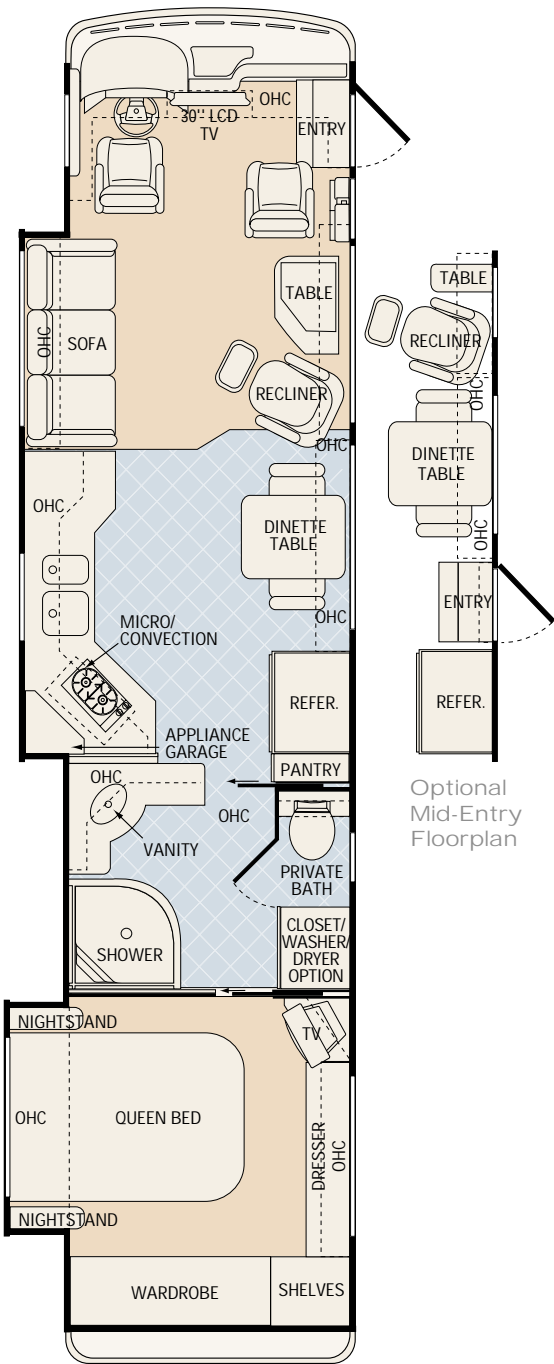 OHC
30'' LCD
TV
ENTRY
TABLE
OHC
SOFA
RECLINER
OHC
OHC
DINETTE
TABLE
OHC
MICRO/
CONVECTION
REFER.
APPLIANCE
GARAGE
PANTRY
OHC
OHC
VANITY
PRIVATE
BATH
SHOWER
CLOSET/
WASHER/
DRYER
OPTION
NIGHTSTAND
TV
OHC
QUEEN BED
DRESSER
OHC
NIGHTSTAND
WARDROBE
SHELVES
TABLE
RECLINER
OHC
DINETTE
TABLE
OHC
ENTRY
REFER.
Optional
Mid-Entry
Floorplan